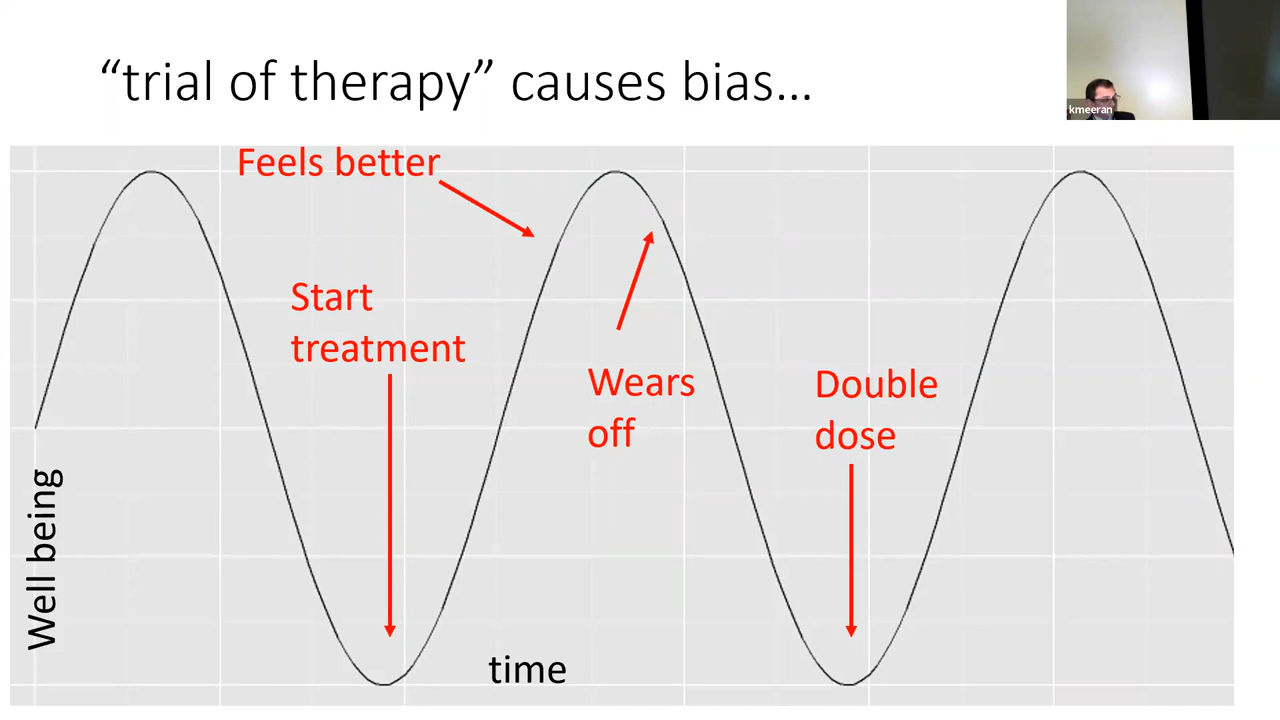 “trial of therapy” causes bias...
kmeeran
Feels better
Start
treatment
Wears
off
Double
dose
Well being
time